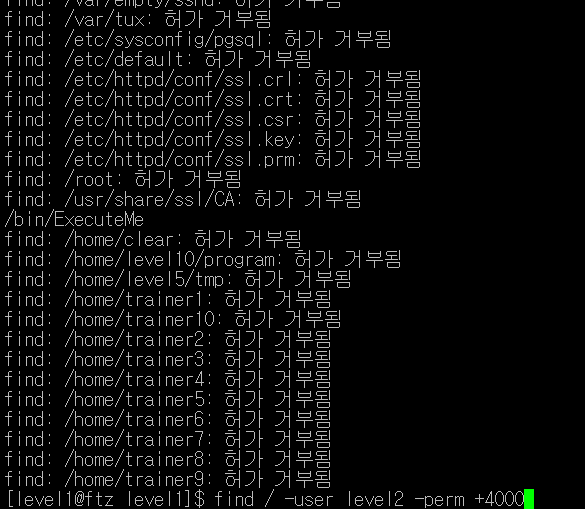 find: /var/empty/sshd: 허가 거부됨
find: /var/tux: 허가 거부됨
find: /etc/sysconfig/pgsql: 허가 거부됨
find: /etc/default: 허가 거부됨
find: /etc/httpd/conf/ssl.crl: 허가 거부됨
find: /etc/httpd/conf/ssl.crt: 허가 거부됨
find: /etc/httpd/conf/ssl.csr: 허가 거부됨
find: /etc/httpd/conf/ssl.key: 허가 거부됨
find: /etc/httpd/conf/ssl.prm: 허가 거부됨
find: /root: 허가 거부됨
find: /usr/share/ssl/CA: 허가 거부됨
/bin/ExecuteMe
find: /home/clear: 허가 거부됨
find: /home/level10/program: 허가 거부됨
find: /home/level5/tmp: 허가 거부됨
find: /home/trainer1: 허가 거부됨
find: /home/trainer10: 허가 거부됨
find: /home/trainer2: 허가 거부됨
find: /home/trainer3: 허가 거부됨
find: /home/trainer4: 허가 거부됨
find: /home/trainer5: 허가 거부됨
find: /home/trainer6: 허가 거부됨
find: /home/trainer7: 허가 거부됨
find: /home/trainer8: 허가 거부됨
find: /home/trainer9: 허가 거부됨
[level1@ftz level1]$ find / -user level2 -perm +4000